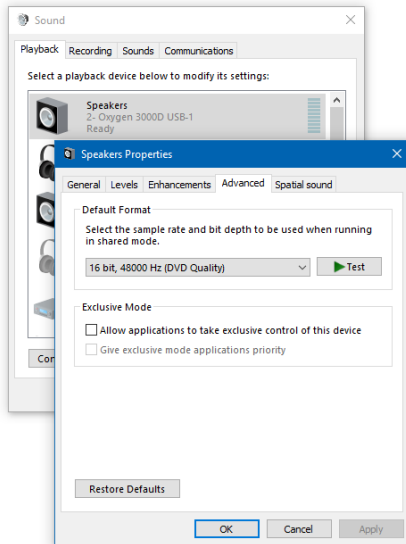 Sound
Playback Recording Sounds Communications
Select a playback device below to modify its settings:
Speakers
2- Oxygen 3000D USB-1
Ready
Speakers Properties
General Levels Enhancements Advanced Spatial sound
Default Format
Select the sample rate and bit depth to be used when running
in shared mode.
16 bit, 48000 Hz (DVD Quality)
Test
Exclusive Mode
Allow applications to take exclusive control of this device
Give exclusive mode applications priority
Restore Defaults
OK Cancel Apply